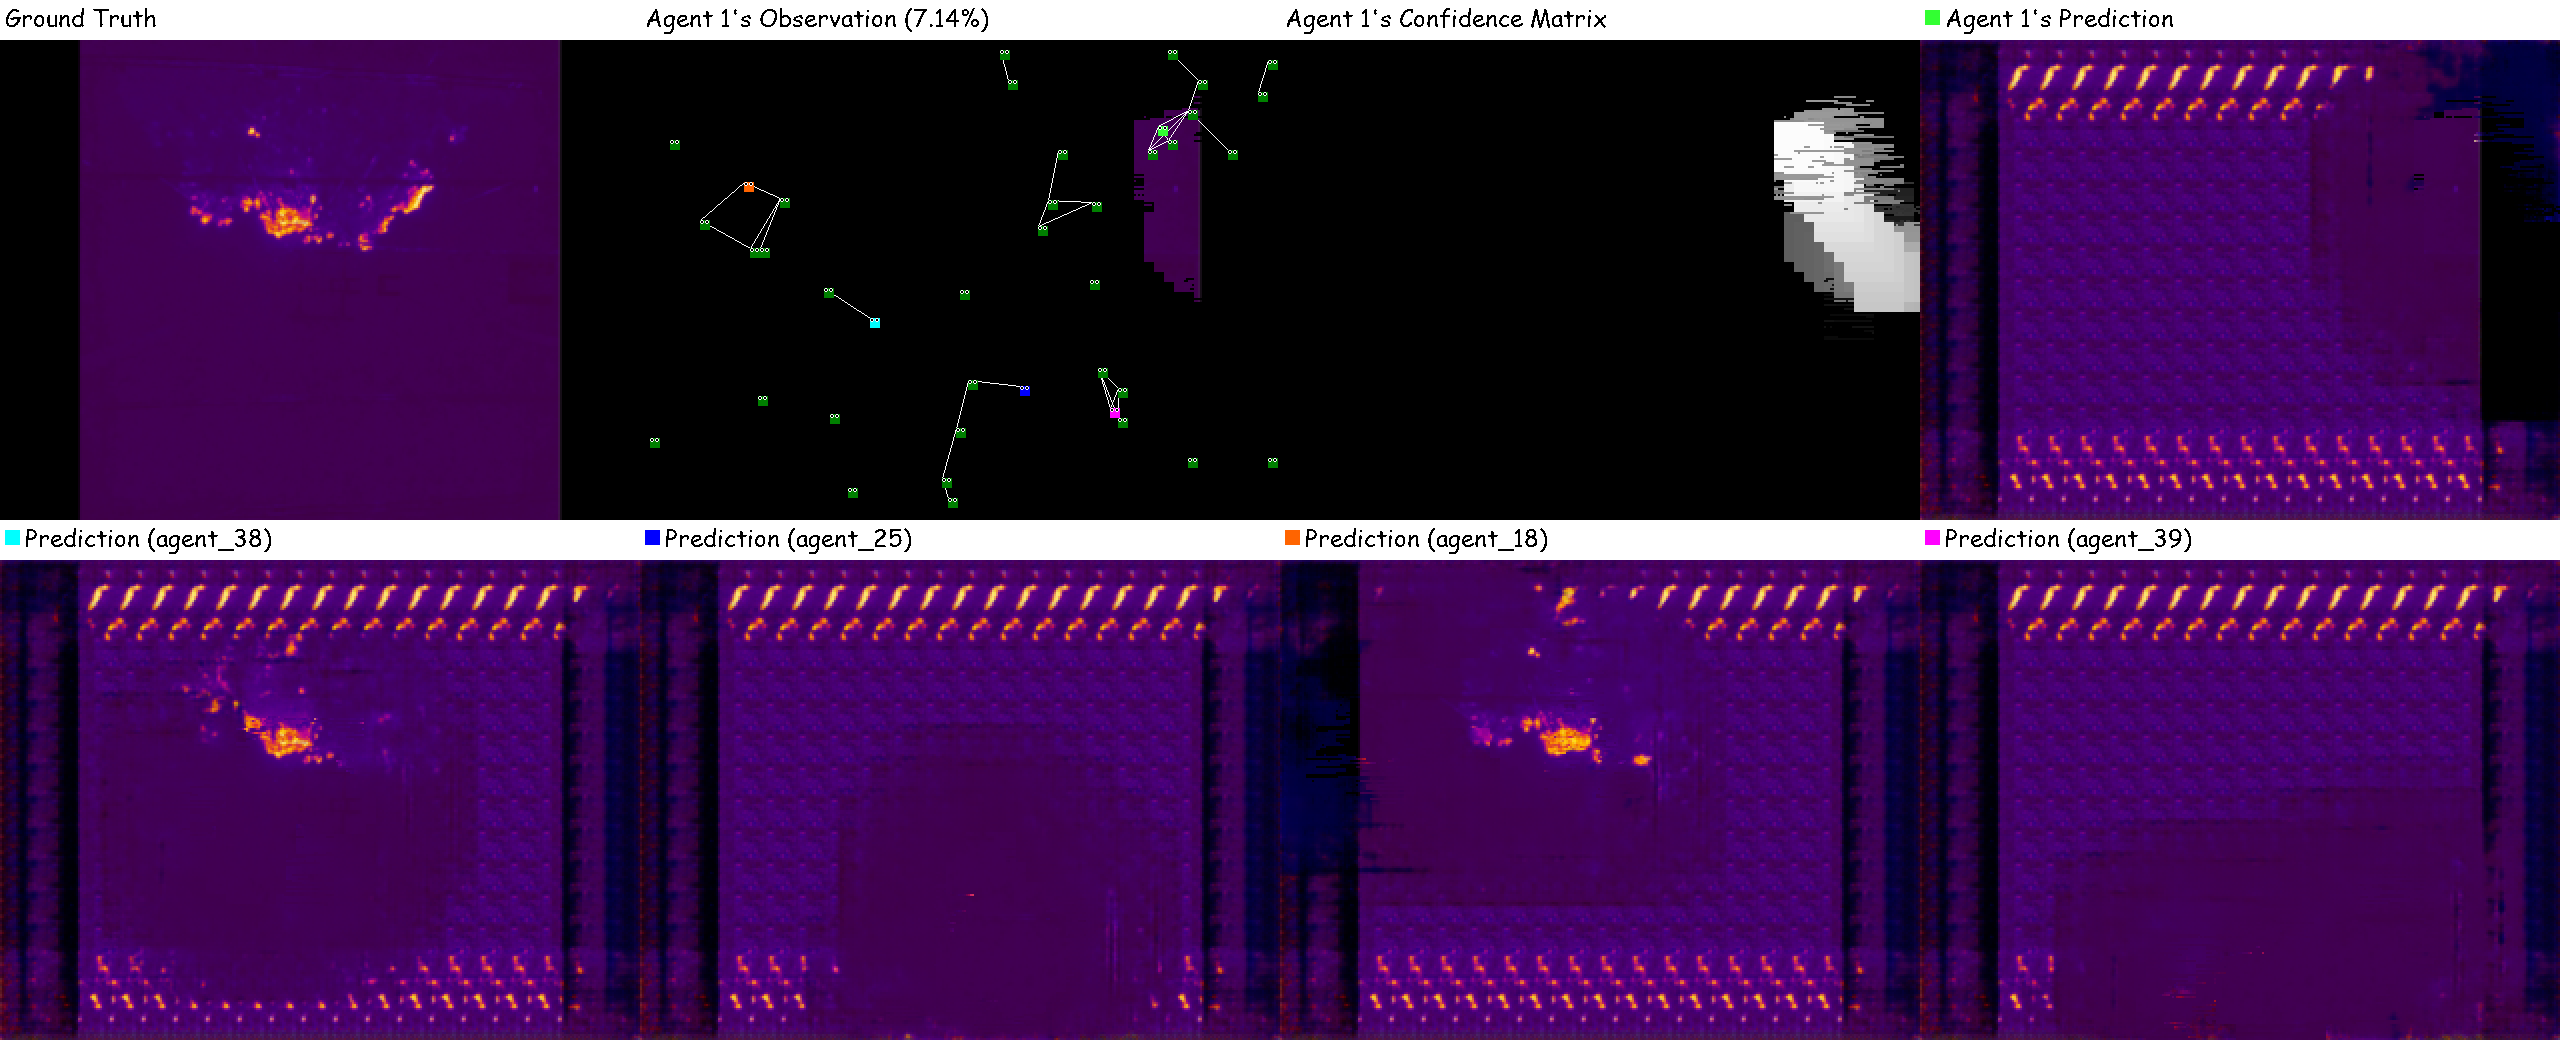 Ground Truth
Agent 1's Observation (7.14%)
Agent 1's Confidence Matrix
Agent 1's Prediction
Prediction (agent_38)
Prediction (agent_25)
Prediction (agent_18)
Prediction (agent_39)